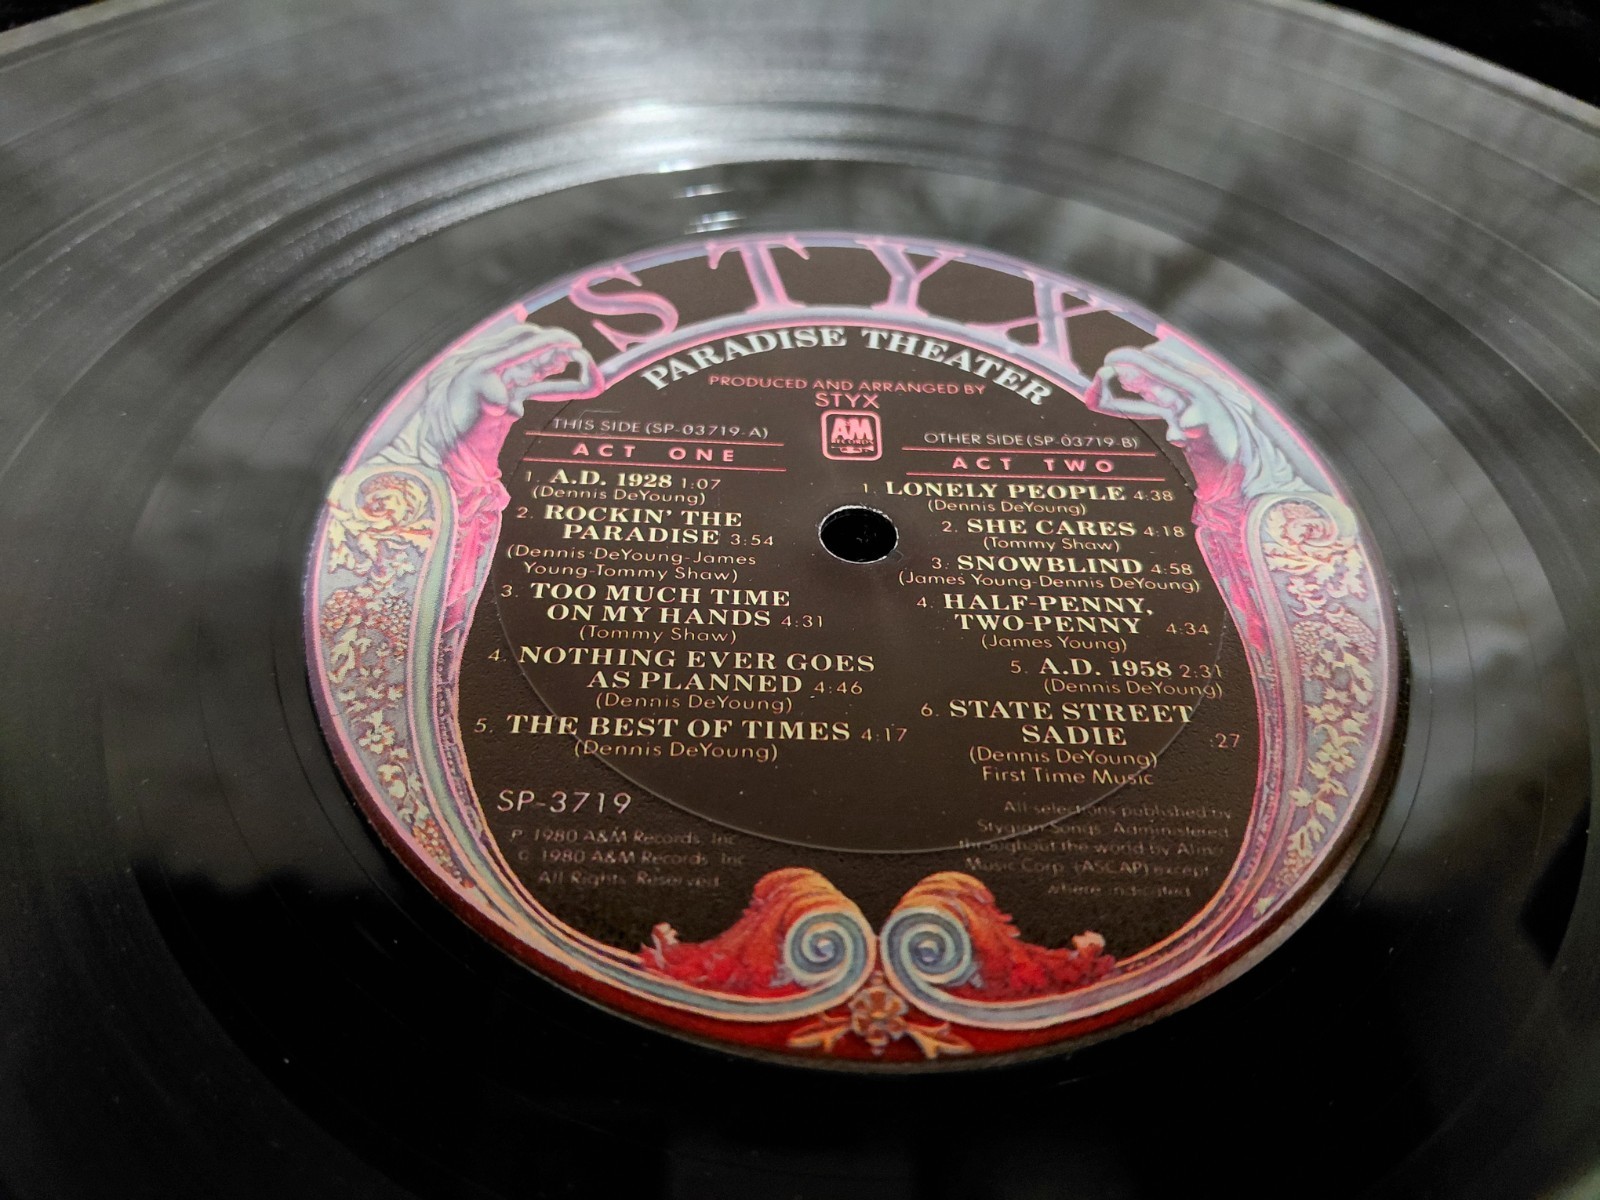 STYX
PARADISE THEATER
PRODUCED AND ARRANGED BY
STYX
A&M
RECORDS
THIS SIDE (SP-03719-A)
ACT ONE
1. A.D. 1928 1:07
(Dennis DeYoung)
2. ROCKIN' THE
PARADISE 3:54
(Dennis DeYoung-James
Young-Tommy Shaw)
3. TOO MUCH TIME
ON MY HANDS 4:31
(Tommy Shaw)
4. NOTHING EVER GOES
AS PLANNED 4:46
(Dennis DeYoung)
5. THE BEST OF TIMES 4:17
(Dennis DeYoung)
SP-3719
P 1980 A&M Records, Inc
© 1980 A&M Records, Inc
All Rights Reserved
OTHER SIDE (SP-03719-B)
ACT TWO
1. LONELY PEOPLE 4:38
(Dennis DeYoung)
2. SHE CARES 4:18
(Tommy Shaw)
3. SNOWBLIND 4:58
(James Young-Dennis DeYoung)
4. HALF-PENNY,
TWO-PENNY 4:34
(James Young)
5. A.D. 1958 2:31
(Dennis DeYoung)
6. STATE STREET
SADIE :27
(Dennis DeYoung)
First Time Music
All selections published by
Stygian Songs. Administered
throughout the world by Almo
Music Corp. (ASCAP) except
where indicated